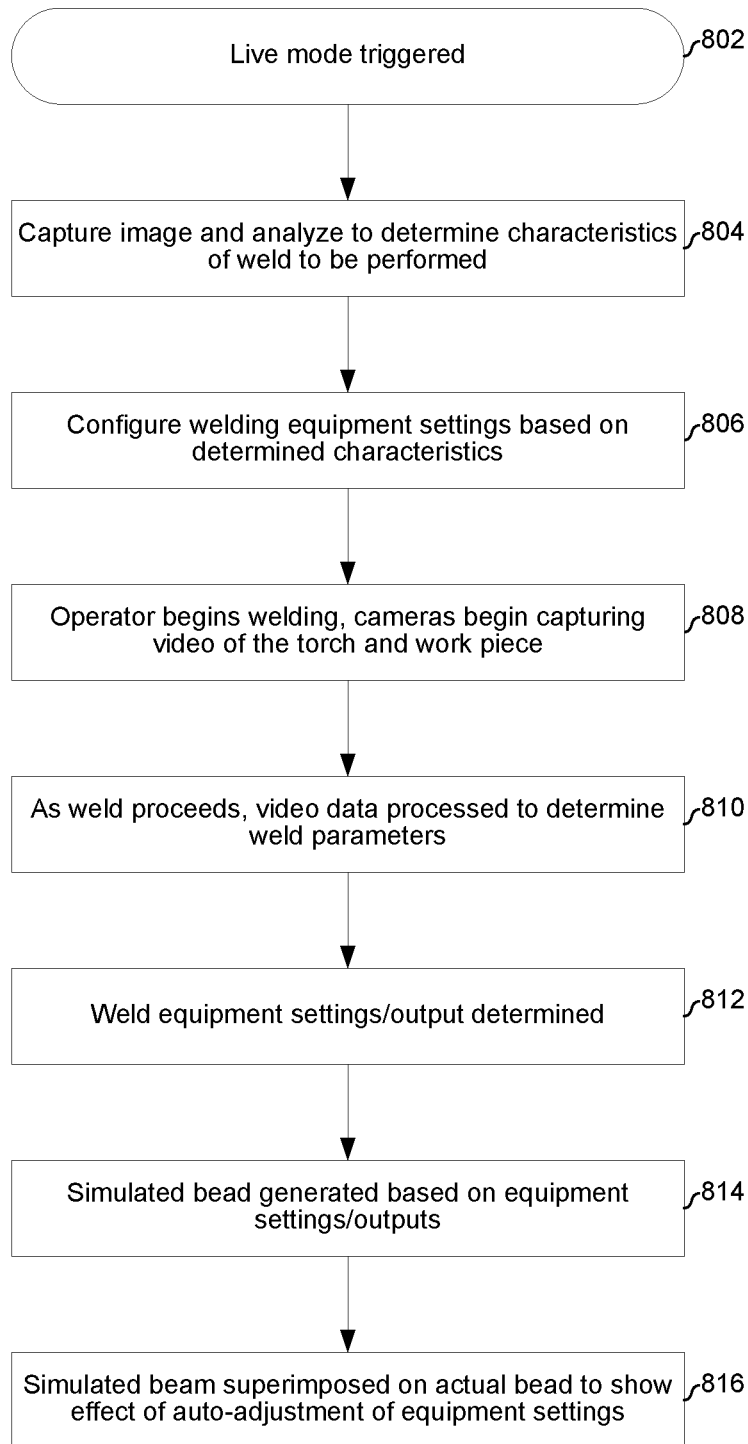 Live mode triggered
802
Capture image and analyze to determine characteristics
of weld to be performed
804
Configure welding equipment settings based on
determined characteristics
806
Operator begins welding, cameras begin capturing
video of the torch and work piece
808
As weld proceeds, video data processed to determine
weld parameters
810
Weld equipment settings/output determined
812
Simulated bead generated based on equipment
settings/outputs
814
Simulated beam superimposed on actual bead to show
effect of auto-adjustment of equipment settings
816